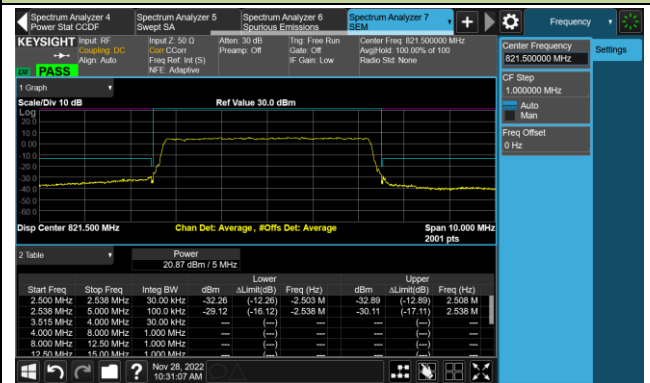 Spectrum Analyzer 4
Power Stat CCDF
Spectrum Analyzer 5
Swept SA
Spectrum Analyzer 6
Spurious Emissions
Spectrum Analyzer 7
SEM
Frequency
KEYSIGHT
Input: RF
Coupling: DC
Align: Auto
Input Z: 50 Ω
Corr CCorr
Freq Ref: Int (S)
NFE: Adaptive
Atten: 30 dB
Preamp: Off
Trig: Free Run
Gate: Off
IF Gain: Low
Center Freq: 821.500000 MHz
Avg|Hold: 100.00% of 100
Radio Std: None
PASS
Center Frequency
821.500000 MHz
Settings
CF Step
1.000000 MHz
Auto
Man
Freq Offset
0 Hz
1 Graph
Scale/Div 10 dB
Ref Value 30.0 dBm
Log
20.0
10.0
0.00
-10.0
-20.0
-30.0
-40.0
-50.0
-60.0
Disp Center 821.500 MHz
Chan Det: Average, #Offs Det: Average
Span 10.000 MHz
2001 pts
2 Table
Power
20.87 dBm / 5 MHz
Lower Upper
Start Freq Stop Freq Integ BW dBm ΔLimit(dB) Freq (Hz) dBm ΔLimit(dB) Freq (Hz)
2.500 MHz 2.538 MHz 30.00 kHz -32.26 (-12.26) -2.503 M -32.89 (-12.89) 2.508 M
2.538 MHz 5.000 MHz 100.0 kHz -29.12 (-16.12) -2.538 M -30.11 (-17.11) 2.538 M
3.515 MHz 4.000 MHz 30.00 kHz --- (---) --- --- (---) ---
4.000 MHz 8.000 MHz 1.000 MHz --- (---) --- --- (---) ---
8.000 MHz 12.50 MHz 1.000 MHz --- (---) --- --- (---) ---
12.50 MHz 15.00 MHz 1.000 MHz --- (---) --- --- (---) ---
?
Nov 28, 2022
10:31:07 AM